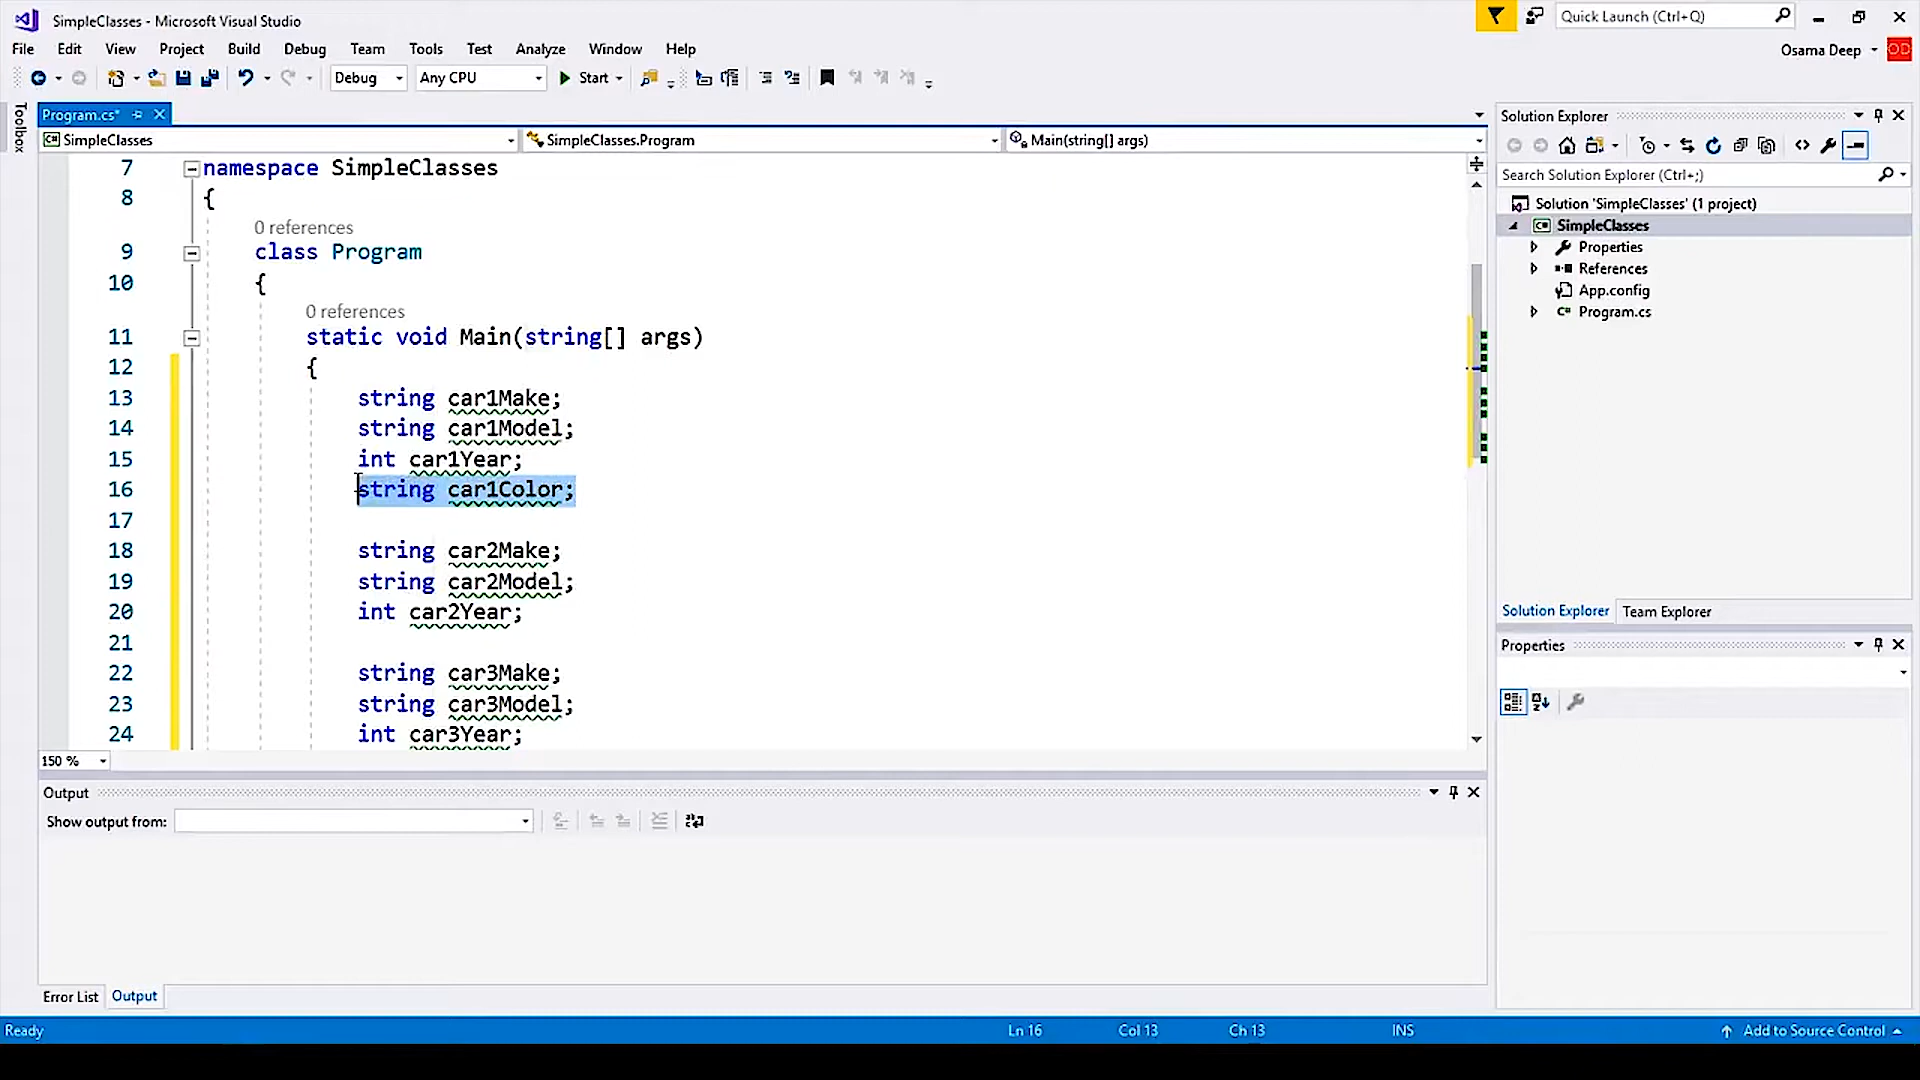 SimpleClasses - Microsoft Visual Studio
Quick Launch (Ctrl+Q)
File Edit View Project Build Debug Team Tools Test Analyze Window Help
Osama Deep OD
Debug Any CPU Start
Toolbox
Program.cs*
SimpleClasses SimpleClasses.Program Main(string[] args)
7 namespace SimpleClasses
8 {
0 references
9 class Program
10 {
0 references
11 static void Main(string[] args)
12 {
13 string car1Make;
14 string car1Model;
15 int car1Year;
16 string car1Color;
17
18 string car2Make;
19 string car2Model;
20 int car2Year;
21
22 string car3Make;
23 string car3Model;
24 int car3Year;
150 %
Output
Show output from:
Error List Output
Solution Explorer
Search Solution Explorer (Ctrl+;)
Solution 'SimpleClasses' (1 project)
SimpleClasses
Properties
References
App.config
C# Program.cs
Solution Explorer Team Explorer
Properties
Ready Ln 16 Col 13 Ch 13 INS Add to Source Control